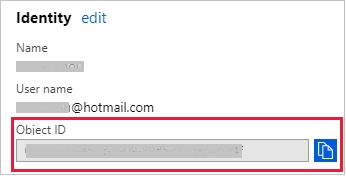 Identity edit
Name
User name
@hotmail.com
Object ID